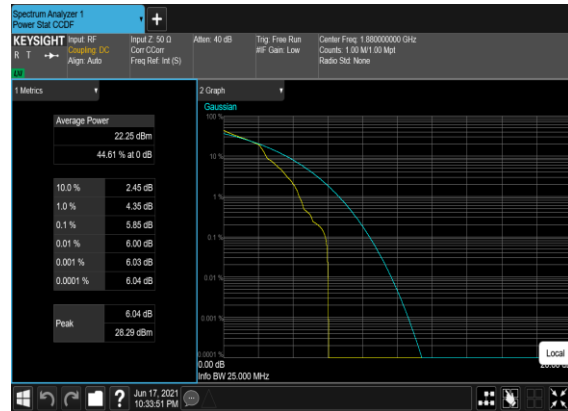 Spectrum Analyzer 1
Power Stat CCDF
+
KEYSIGHT
R T
LXI
Input: RF
Coupling: DC
Align: Auto
Input Z: 50 Ω
Corr CCorr
Freq Ref: Int (S)
Atten: 40 dB
Trig: Free Run
#IF Gain: Low
Center Freq: 1.880000000 GHz
Counts: 1.00 M/1.00 Mpt
Radio Std: None
1 Metrics
Average Power
22.25 dBm
44.61 % at 0 dB
10.0 % 2.45 dB
1.0 % 4.35 dB
0.1 % 5.85 dB
0.01 % 6.00 dB
0.001 % 6.03 dB
0.0001 % 6.04 dB
Peak
6.04 dB
28.29 dBm
2 Graph
Gaussian
100 %
10 %
1 %
0.1 %
0.01 %
0.001 %
0.0001 %
0.00 dB
Info BW 25.000 MHz
Local
?
Jun 17, 2021
10:33:51 PM